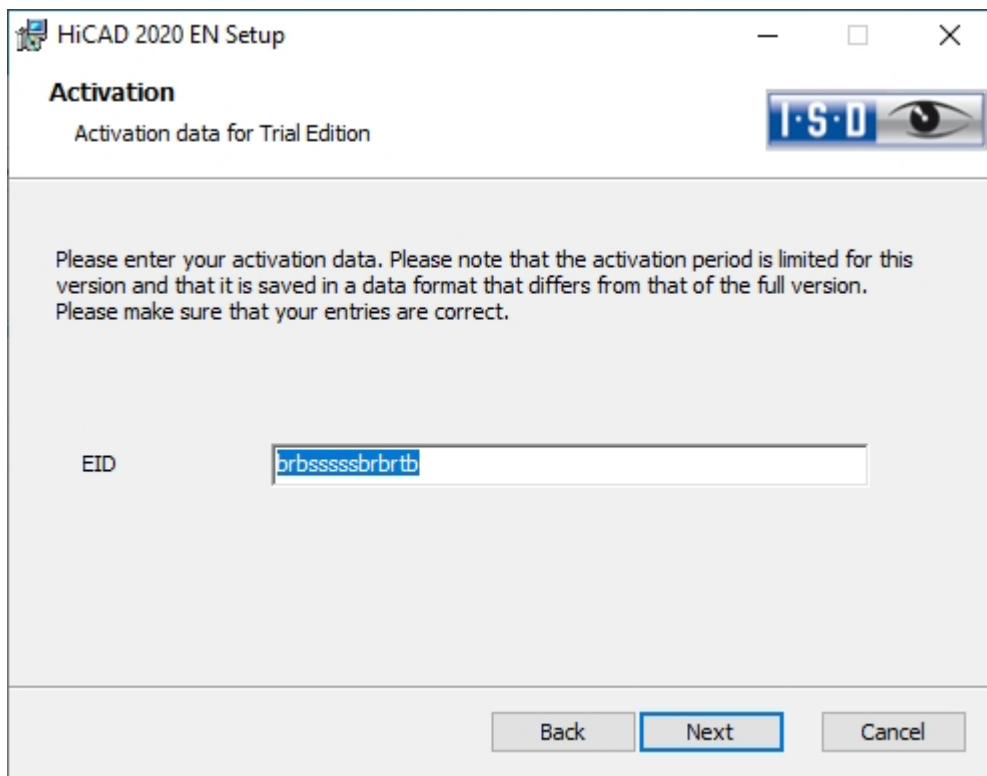 HiCAD 2020 EN Setup
Activation
Activation data for Trial Edition
I·S·D
Please enter your activation data. Please note that the activation period is limited for this
version and that it is saved in a data format that differs from that of the full version.
Please make sure that your entries are correct.
EID brbsssssbrbrtb
Back Next Cancel